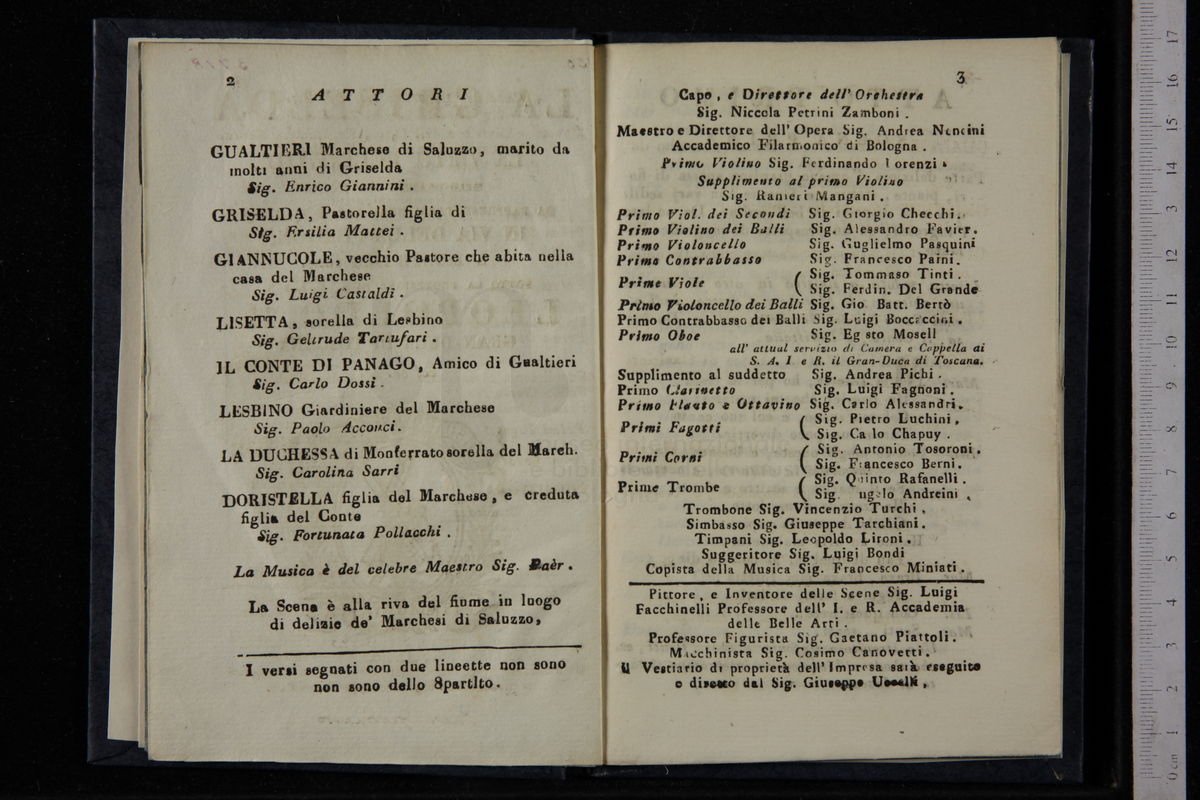 2
ATTORI
GUALTIERI Marchese di Saluzzo, marito da
molti anni di Griselda
Sig. Enrico Giannini.
GRISELDA, Pastorella figlia di
Sig. Ersilia Mattei.
GIANNUCOLE, vecchio Pastore che abita nella
casa del Marchese
Sig. Luigi Castaldi.
LISETTA, sorella di Lesbino
Sig. Geltrude Tartufari.
IL CONTE DI PANAGO, Amico di Gualtieri
Sig. Carlo Dossi.
LESBINO Giardiniere del Marchese
Sig. Paolo Acconci.
LA DUCHESSA di Monferrato sorella del March.
Sig. Carolina Sarri
DORISTELLA figlia del Marchese, e creduta
figlia del Conte
Sig. Fortunata Pollacchi.
La Musica è del celebre Maestro Sig. Paèr.
La Scena è alla riva del fiume in luogo
di delizie de' Marchesi di Saluzzo,
I versi segnati con due lineette non sono
non sono dello Spartito.
3
Capo, e Direttore dell' Orchestra
Sig. Niccola Petrini Zamboni.
Maestro e Direttore dell' Opera Sig. Andrea Nencini
Accademico Filarmonico di Bologna.
Primo Violino Sig. Ferdinando Lorenzi
Supplimento al primo Violino
Sig. Ranieri Mangani.
Primo Viol. dei Secondi Sig. Giorgio Checchi.
Primo Violino dei Balli Sig. Alessandro Favier.
Primo Violoncello Sig. Guglielmo Pasquini
Primo Contrabbasso Sig. Francesco Paini.
Prime Viole ( Sig. Tommaso Tinti.
( Sig. Ferdin. Del Grande
Primo Violoncello dei Balli Sig. Gio Batt. Bertò
Primo Contrabbasso dei Balli Sig. Luigi Boccaccini.
Primo Oboe Sig. Egisto Mosell
all' attual servizio di Camera e Cappella di
S. A. I e R. il Gran-Duca di Toscana.
Supplimento al suddetto Sig. Andrea Pichi.
Primo Clarinetto Sig. Luigi Fagnoni.
Primo Flauto e Ottavino Sig. Carlo Alessandri.
Primi Fagotti ( Sig. Pietro Luchini,
( Sig. Ca lo Chapuy.
Primi Corni ( Sig. Antonio Tosoroni.
( Sig. Francesco Berni.
Prime Trombe ( Sig. Quinto Rafanelli.
( Sig. ugelo Andreini,
Trombone Sig. Vincenzio Turchi,
Simbasso Sig. Giuseppe Tarchiani.
Timpani Sig. Leopoldo Lironi.
Suggeritore Sig. Luigi Bondi
Copista della Musica Sig. Francesco Miniati.
Pittore, e Inventore delle Scene Sig. Luigi
Facchinelli Professore dell' I. e R. Accademia
delle Belle Arti.
Professore Figurista Sig. Gaetano Piattoli.
Macchinista Sig. Cosimo Canovetti.
Il Vestiario di proprietà dell' Impresa sarà eseguito
e diretto dal Sig. Giuseppe